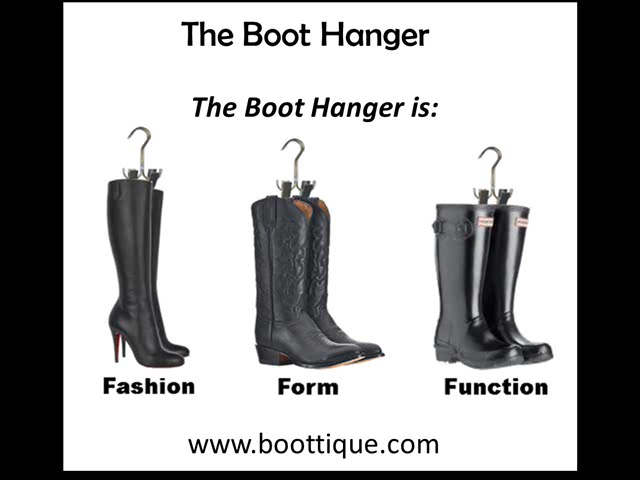 The Boot Hanger
The Boot Hanger is:
Fashion
Form
Function
www.boottique.com